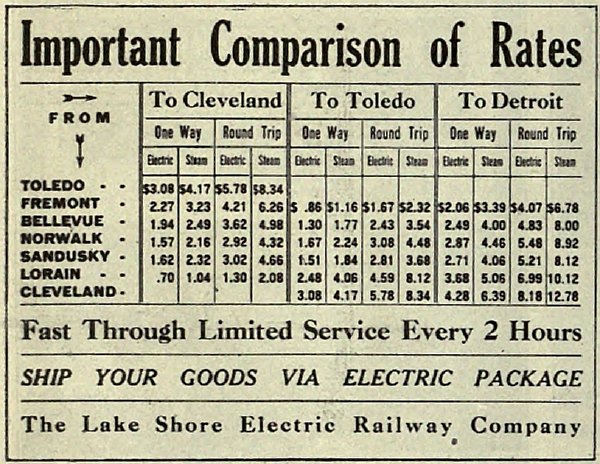 Important Comparison of Rates
FROM To Cleveland To Toledo To Detroit
One Way Round Trip One Way Round Trip One Way Round Trip
Electric Steam Electric Steam Electric Steam Electric Steam Electric Steam Electric Steam
TOLEDO - - $3.08 $4.17 $5.78 $8.34
FREMONT - 2.27 3.23 4.21 6.26 $ .86 $1.16 $1.67 $2.32 $2.06 $3.39 $4.07 $6.78
BELLEVUE - 1.94 2.49 3.62 4.98 1.30 1.77 2.43 3.54 2.49 4.00 4.83 8.00
NORWALK - 1.57 2.16 2.92 4.32 1.67 2.24 3.08 4.48 2.87 4.46 5.48 8.92
SANDUSKY - 1.62 2.32 3.02 4.66 1.51 1.84 2.81 3.68 2.71 4.06 5.21 8.12
LORAIN - .70 1.04 1.30 2.08 2.48 4.06 4.59 8.12 3.68 5.06 6.99 10.12
CLEVELAND - 3.08 4.17 5.78 8.34 4.28 6.39 8.18 12.78
Fast Through Limited Service Every 2 Hours
SHIP YOUR GOODS VIA ELECTRIC PACKAGE
The Lake Shore Electric Railway Company